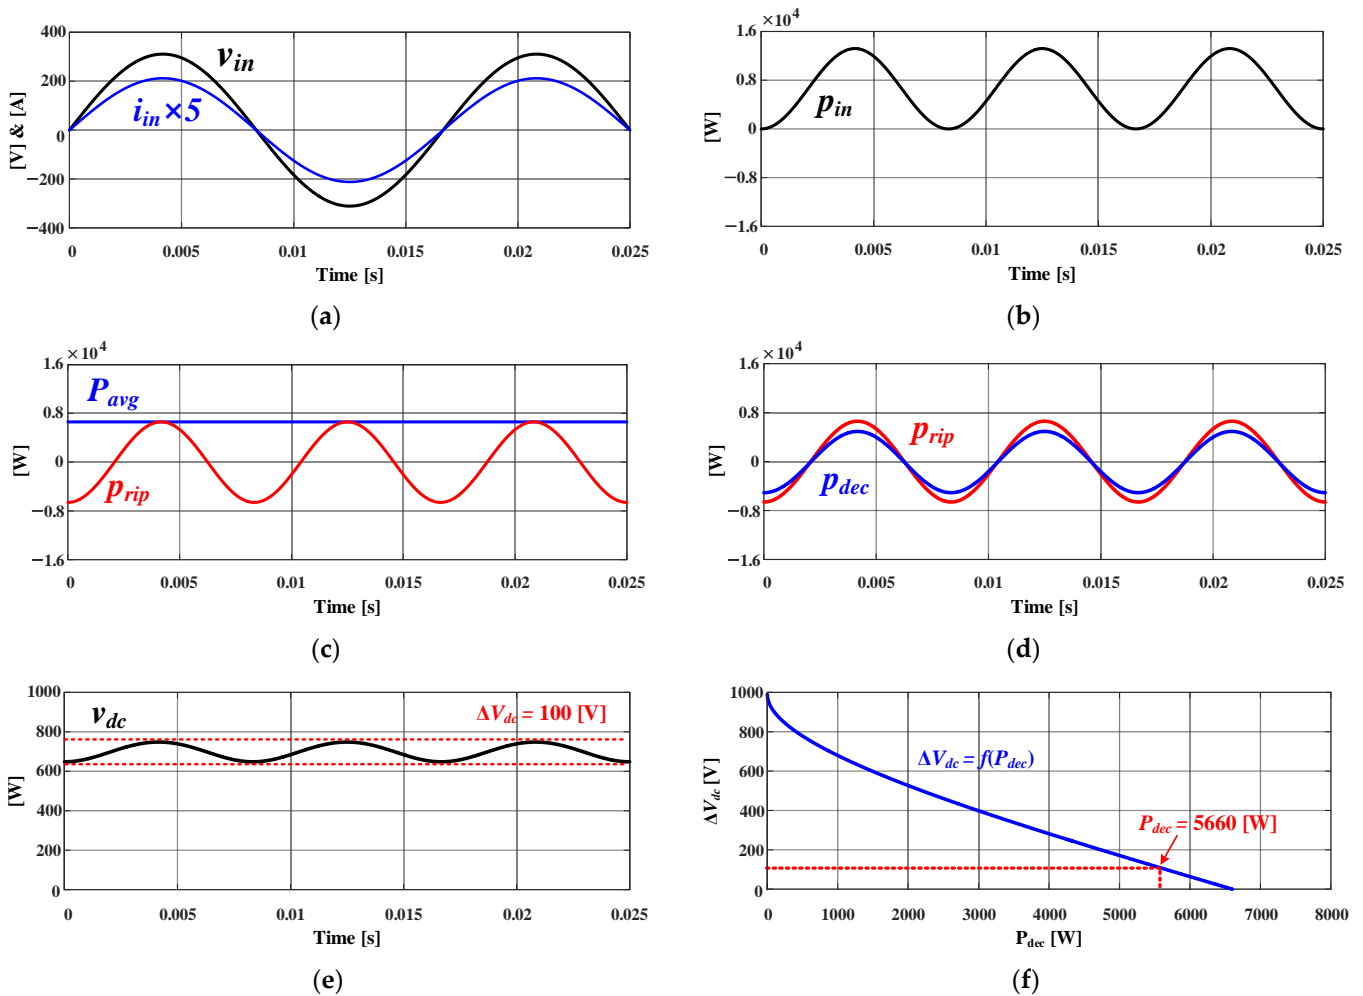 400
200
0
−200
−400
[V] & [A]
v_in
i_in×5
0 0.005 0.01 0.015 0.02 0.025
Time [s]
(a)
×10^4
1.6
0.8
0
−0.8
−1.6
[W]
p_in
0 0.005 0.01 0.015 0.02 0.025
Time [s]
(b)
×10^4
1.6
0.8
0
−0.8
−1.6
[W]
P_avg
p_rip
0 0.005 0.01 0.015 0.02 0.025
Time [s]
(c)
×10^4
1.6
0.8
0
−0.8
−1.6
[W]
p_rip
p_dec
0 0.005 0.01 0.015 0.02 0.025
Time [s]
(d)
1000
800
600
400
200
0
[W]
v_dc
ΔV_dc = 100 [V]
0 0.005 0.01 0.015 0.02 0.025
Time [s]
(e)
1000
800
600
400
200
0
ΔV_dc [V]
ΔV_dc = f(P_dec)
P_dec = 5660 [W]
0 1000 2000 3000 4000 5000 6000 7000 8000
P_dec [W]
(f)